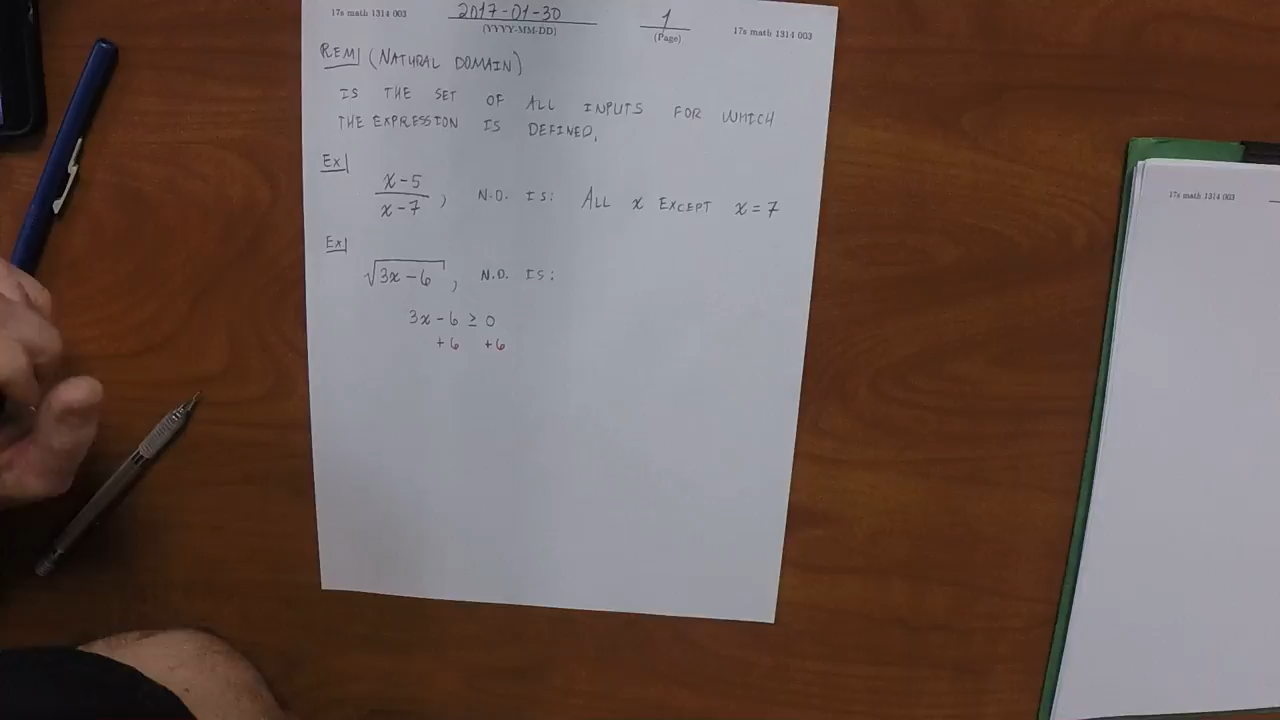 17s math 1314 003 2017-01-30 1 17s math 1314 003
(YYYY-MM-DD) (Page)
REM (NATURAL DOMAIN)
IS THE SET OF ALL INPUTS FOR WHICH
THE EXPRESSION IS DEFINED.
EX
x-5
x-7 , N.D. IS: ALL x EXCEPT x=7
EX
√3x-6 , N.D. IS:
3x-6 ≥ 0
+6 +6
17s math 1314 003